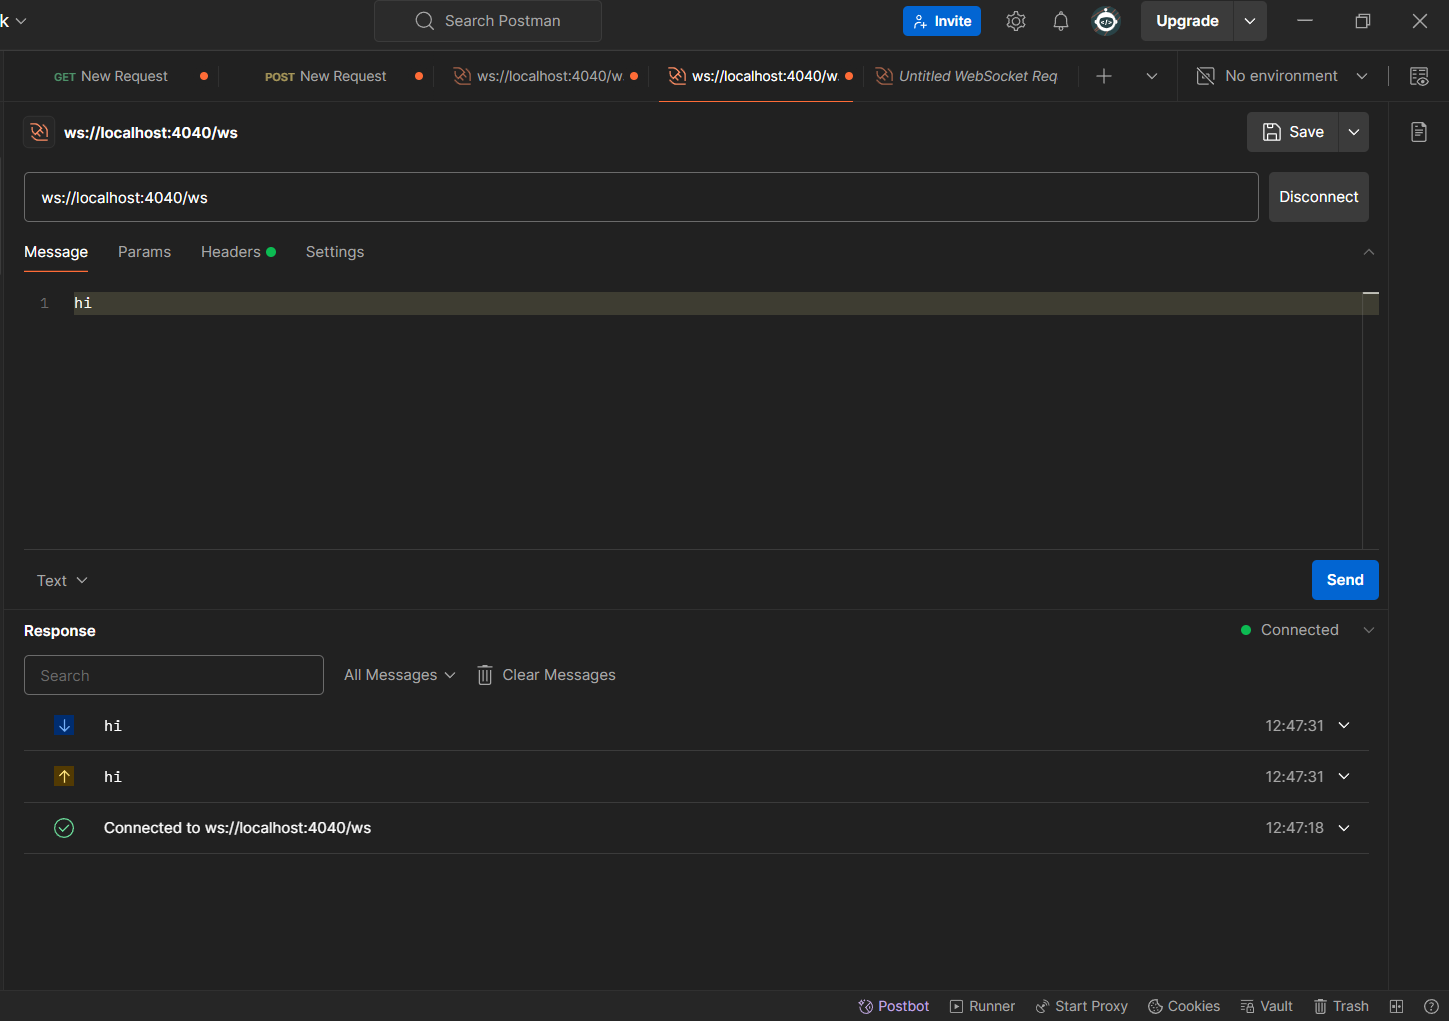 k
Search Postman
Invite
Upgrade
GET New Request
POST New Request
ws://localhost:4040/w
ws://localhost:4040/w
Untitled WebSocket Req
No environment
ws://localhost:4040/ws
Save
ws://localhost:4040/ws
Disconnect
Message
Params
Headers
Settings
1
hi
Text
Send
Response
Connected
Search
All Messages
Clear Messages
hi
12:47:31
hi
12:47:31
Connected to ws://localhost:4040/ws
12:47:18
Postbot
Runner
Start Proxy
Cookies
Vault
Trash